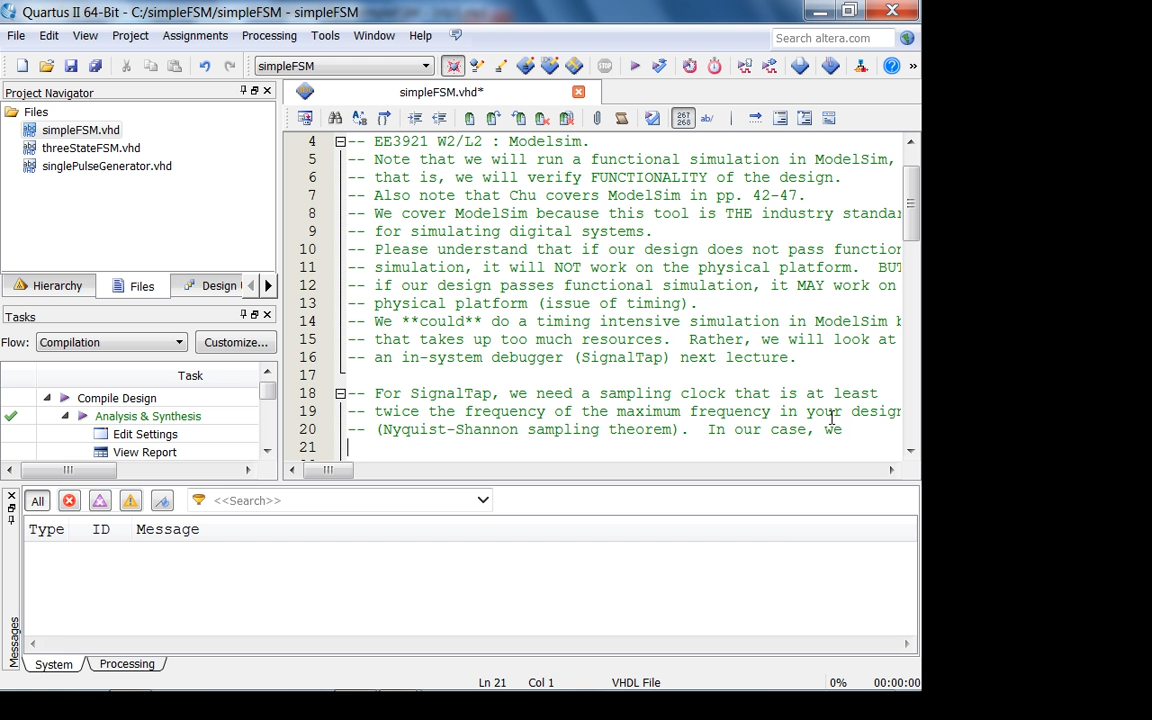 Quartus II 64-Bit - C:/simpleFSM/simpleFSM - simpleFSM
File Edit View Project Assignments Processing Tools Window Help
Search altera.com
simpleFSM
STOP
»
Project Navigator
simpleFSM.vhd*
Files
simpleFSM.vhd
threeStateFSM.vhd
singlePulseGenerator.vhd
267
268
ab/
4 -- EE3921 W2/L2 : Modelsim.
5 -- Note that we will run a functional simulation in ModelSim,
6 -- that is, we will verify FUNCTIONALITY of the design.
7 -- Also note that Chu covers ModelSim in pp. 42-47.
8 -- We cover ModelSim because this tool is THE industry standar
9 -- for simulating digital systems.
10 -- Please understand that if our design does not pass function
11 -- simulation, it will NOT work on the physical platform. BUT
12 -- if our design passes functional simulation, it MAY work on
13 -- physical platform (issue of timing).
14 -- We **could** do a timing intensive simulation in ModelSim b
15 -- that takes up too much resources. Rather, we will look at
16 -- an in-system debugger (SignalTap) next lecture.
17
18 -- For SignalTap, we need a sampling clock that is at least
19 -- twice the frequency of the maximum frequency in your design
20 -- (Nyquist-Shannon sampling theorem). In our case, we
21
Hierarchy Files Design
Tasks
Flow: Compilation Customize...
Task
Compile Design
Analysis & Synthesis
Edit Settings
View Report
All <<Search>>
Type ID Message
Messages
System Processing
Ln 21 Col 1 VHDL File 0% 00:00:00